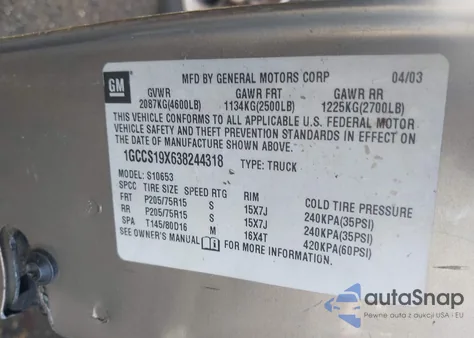 GM
MFD BY GENERAL MOTORS CORP 04/03
GVWR GAWR FRT GAWR RR
2087KG(4600LB) 1134KG(2500LB) 1225KG(2700LB)
THIS VEHICLE CONFORMS TO ALL APPLICABLE U.S. FEDERAL MOTOR
VEHICLE SAFETY AND THEFT PREVENTION STANDARDS IN EFFECT ON
THE DATE OF MANUFACTURE SHOWN ABOVE.
1GCCS19X638244318 TYPE: TRUCK
MODEL: S10653
SPCC TIRE SIZE SPEED RTG RIM COLD TIRE PRESSURE
FRT P205/75R15 S 15X7J 240KPA(35PSI)
RR P205/75R15 S 15X7J 240KPA(35PSI)
SPA T145/80D16 M 16X4T 420KPA(60PSI)
SEE OWNER'S MANUAL FOR MORE INFORMATION.
autoSnap
Pewne auta z USA i EU